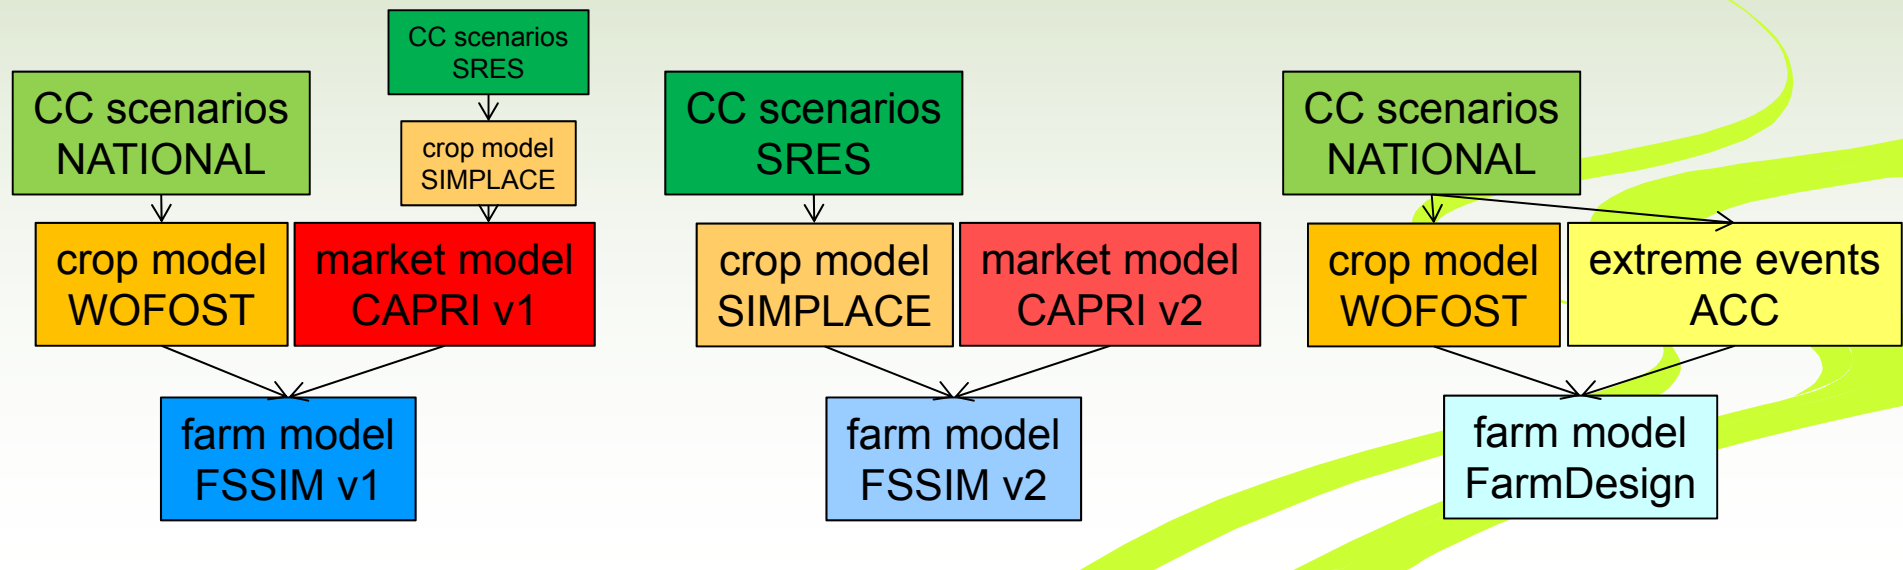 CC scenarios
SRES
CC scenarios
NATIONAL
crop model
SIMPLACE
crop model
WOFOST
market model
CAPRI v1
farm model
FSSIM v1
CC scenarios
SRES
crop model
SIMPLACE
market model
CAPRI v2
farm model
FSSIM v2
CC scenarios
NATIONAL
crop model
WOFOST
extreme events
ACC
farm model
FarmDesign